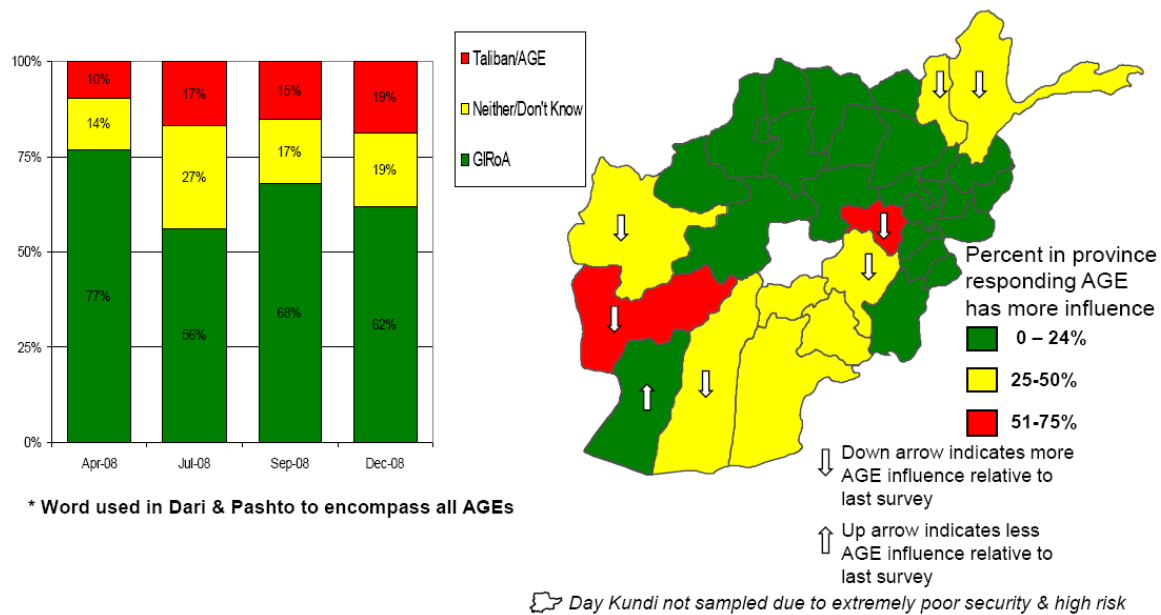 100%
75%
50%
25%
0%
10%
14%
77%
17%
27%
56%
15%
17%
68%
19%
19%
62%
Apr-08
Jul-08
Sep-08
Dec-08
Taliban/AGE
Neither/Don't Know
GIRoA
* Word used in Dari & Pashto to encompass all AGEs
Percent in province
responding AGE
has more influence
0 – 24%
25-50%
51-75%
Down arrow indicates more
AGE influence relative to
last survey
Up arrow indicates less
AGE influence relative to
last survey
Day Kundi not sampled due to extremely poor security & high risk